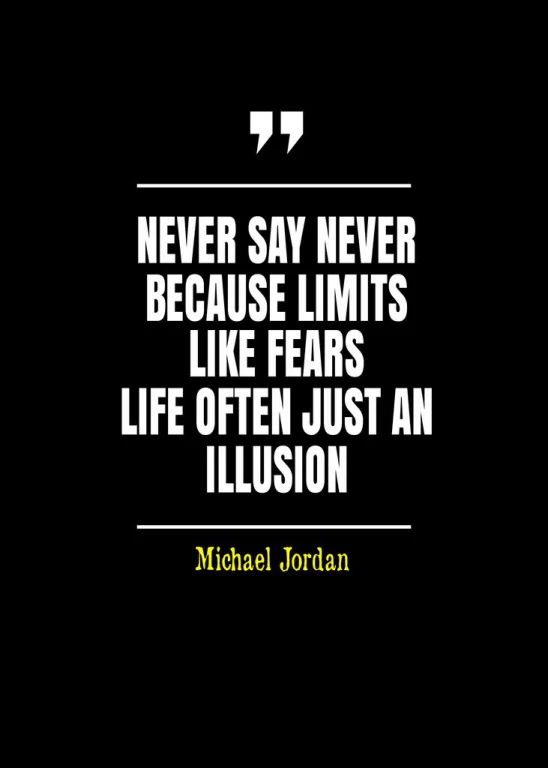 ”
NEVER SAY NEVER
BECAUSE LIMITS
LIKE FEARS
LIFE OFTEN JUST AN
ILLUSION
Michael Jordan